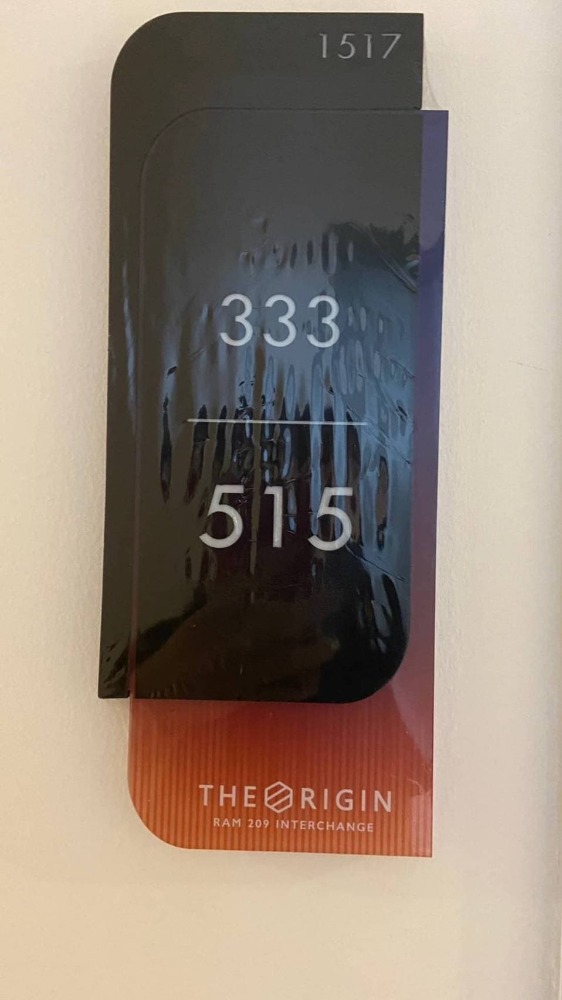 1517
333
515
THE ORIGIN
RAM 209 INTERCHANGE